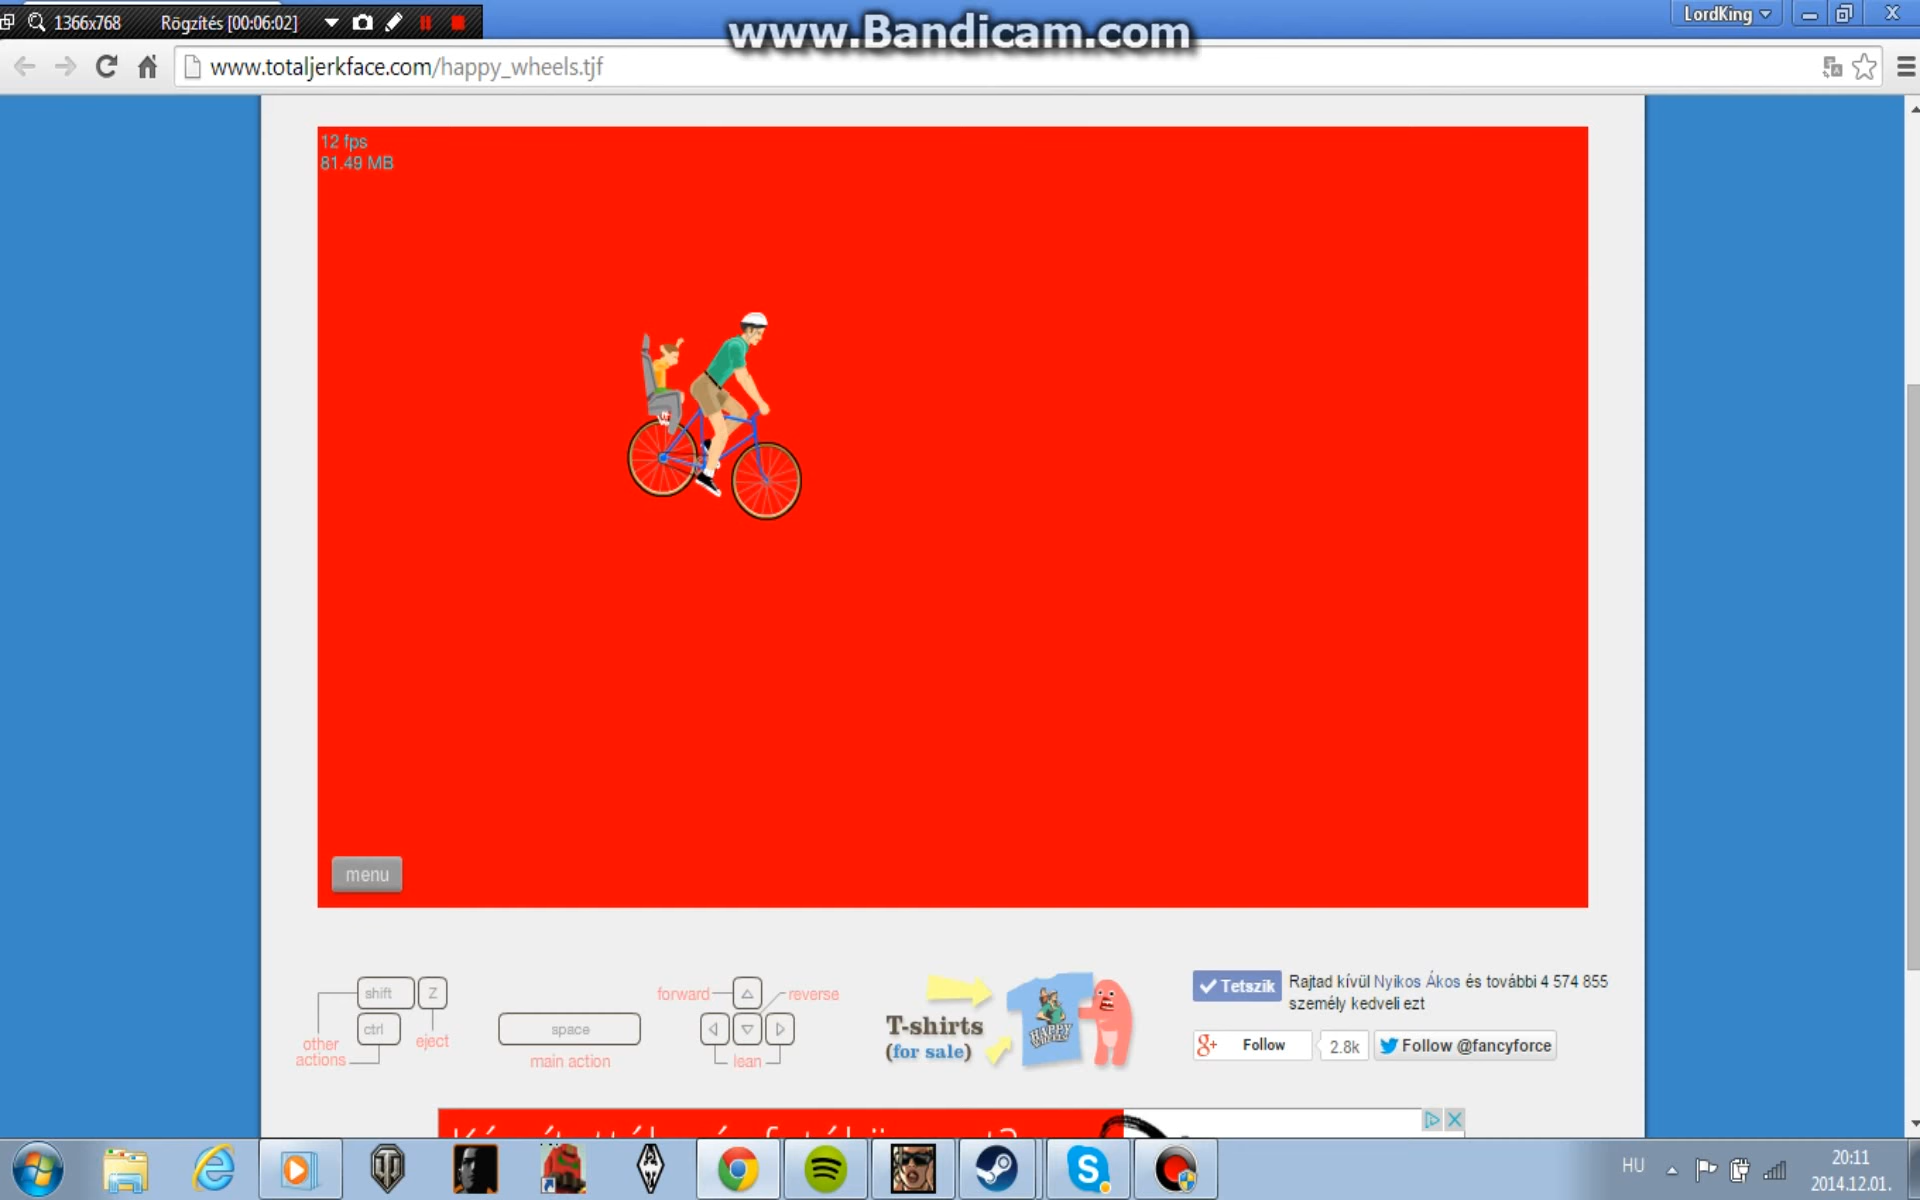 1366x768 Rögzítés [00:06:02]
www.Bandicam.com
LordKing
www.totaljerkface.com/happy_wheels.tjf
12 fps
81.49 MB
menu
shift Z
ctrl
other actions
eject
space
main action
forward reverse
lean
T-shirts
(for sale)
HAPPY WHEELS
Tetszik Rajtad kívül Nyikos Ákos és további 4 574 855
személy kedveli ezt
g+ Follow 2.8k Follow @fancyforce
HU
20:11
2014.12.01.